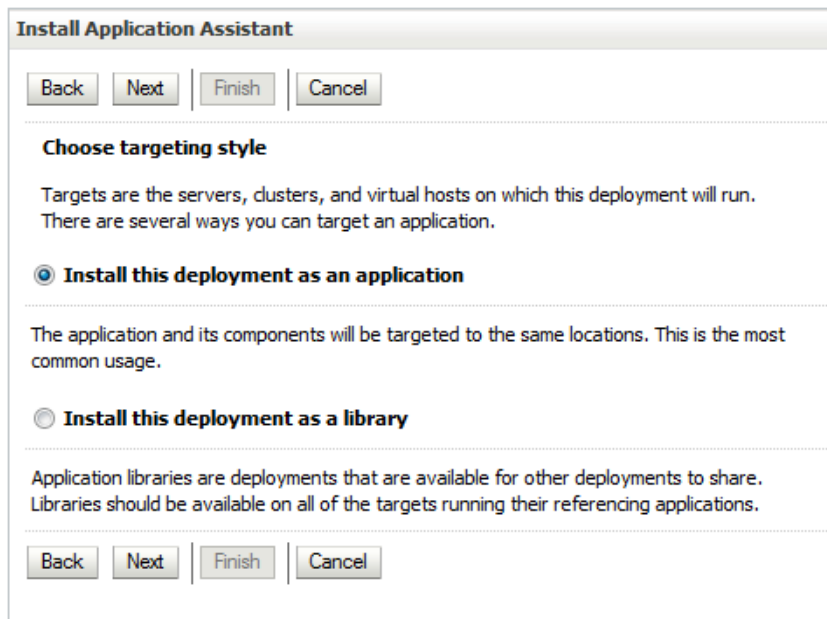 Install Application Assistant
Back Next Finish Cancel
Choose targeting style
Targets are the servers, clusters, and virtual hosts on which this deployment will run.
There are several ways you can target an application.
Install this deployment as an application
The application and its components will be targeted to the same locations. This is the most
common usage.
Install this deployment as a library
Application libraries are deployments that are available for other deployments to share.
Libraries should be available on all of the targets running their referencing applications.
Back Next Finish Cancel